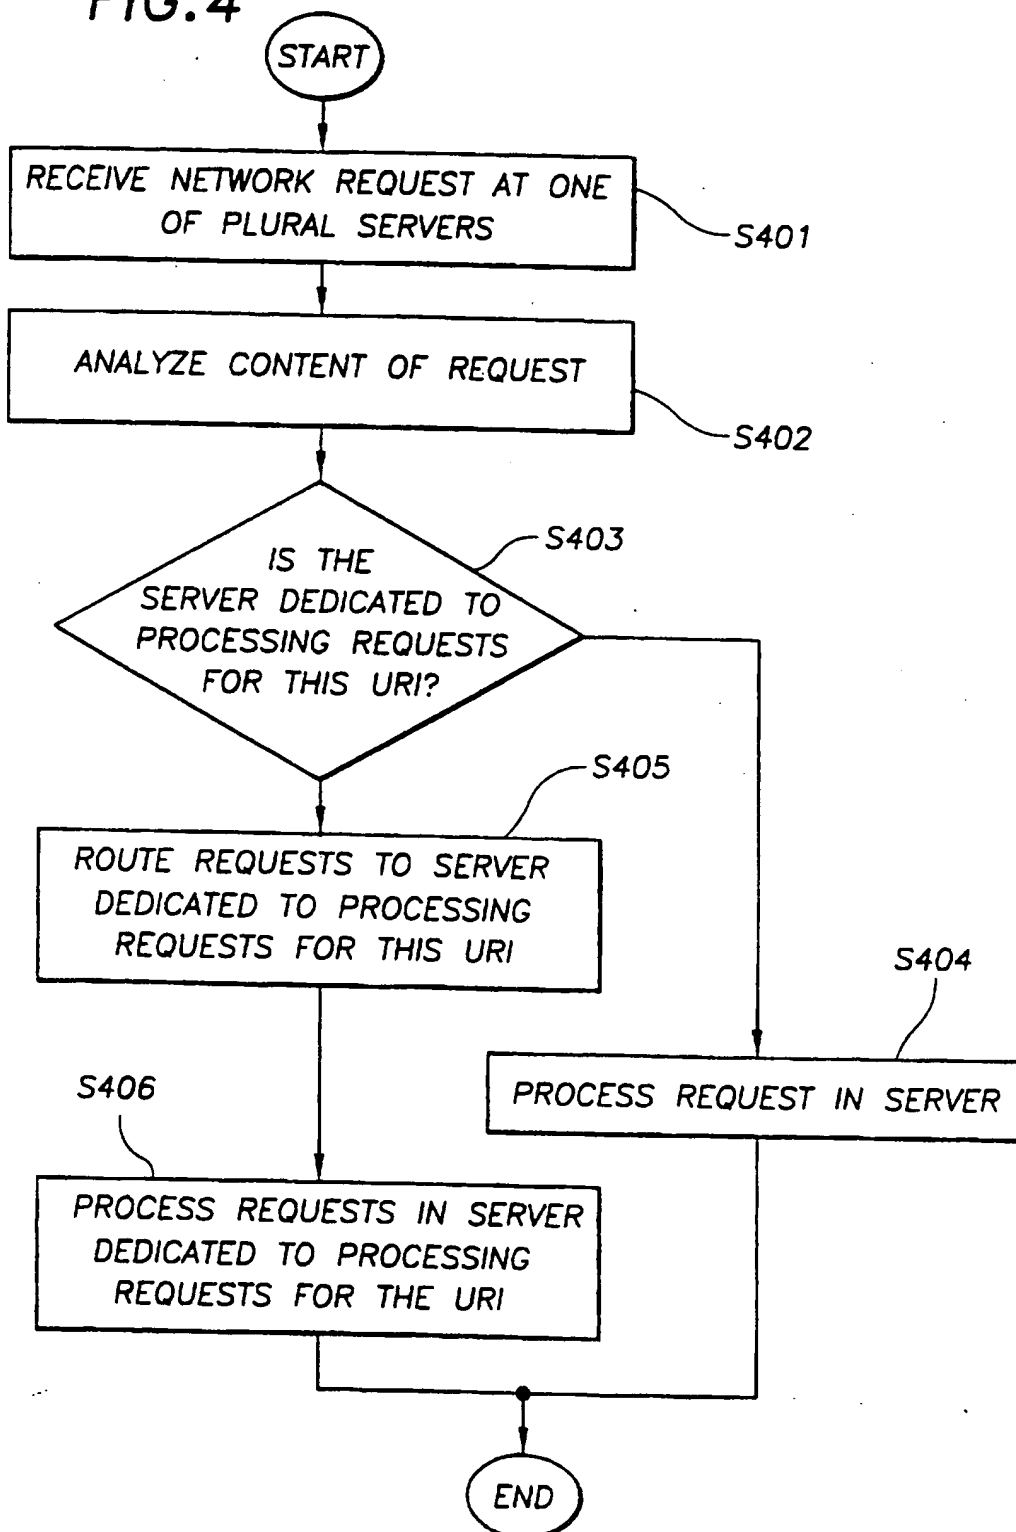 FIG.4
START
RECEIVE NETWORK REQUEST AT ONE
OF PLURAL SERVERS
S401
ANALYZE CONTENT OF REQUEST
S402
S403
IS THE
SERVER DEDICATED TO
PROCESSING REQUESTS
FOR THIS URI?
S405
ROUTE REQUESTS TO SERVER
DEDICATED TO PROCESSING
REQUESTS FOR THIS URI
S404
PROCESS REQUEST IN SERVER
S406
PROCESS REQUESTS IN SERVER
DEDICATED TO PROCESSING
REQUESTS FOR THE URI
END